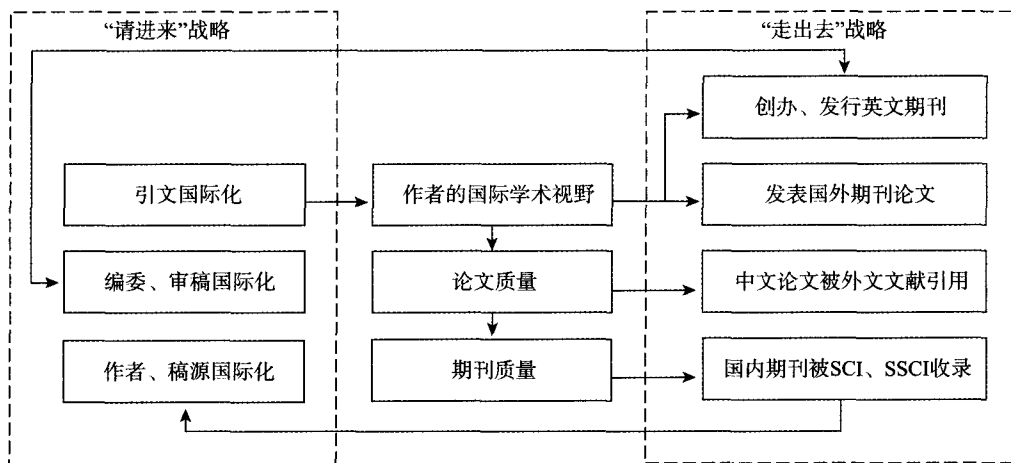 “请进来”战略
“走出去”战略
创办、发行英文期刊
引文国际化
作者的国际学术视野
发表国外期刊论文
编委、审稿国际化
论文质量
中文论文被外文文献引用
作者、稿源国际化
期刊质量
国内期刊被SCI、SSCI收录